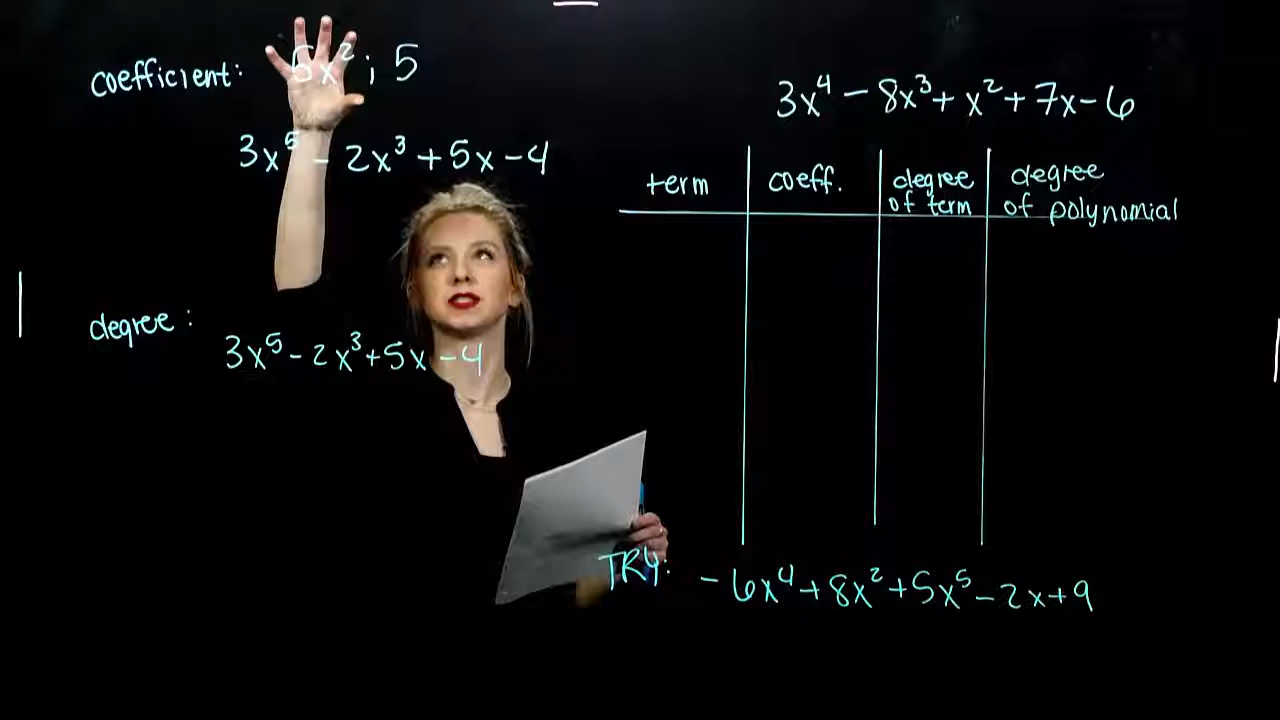 coefficient: 5x² ; 5
3x⁵ - 2x³ + 5x - 4
degree:
3x⁵ - 2x³ + 5x - 4
3x⁴ - 8x³ + x² + 7x - 6
term coeff. degree of term degree of polynomial
TRY: - 6x⁴ + 8x² + 5x⁵ - 2x + 9